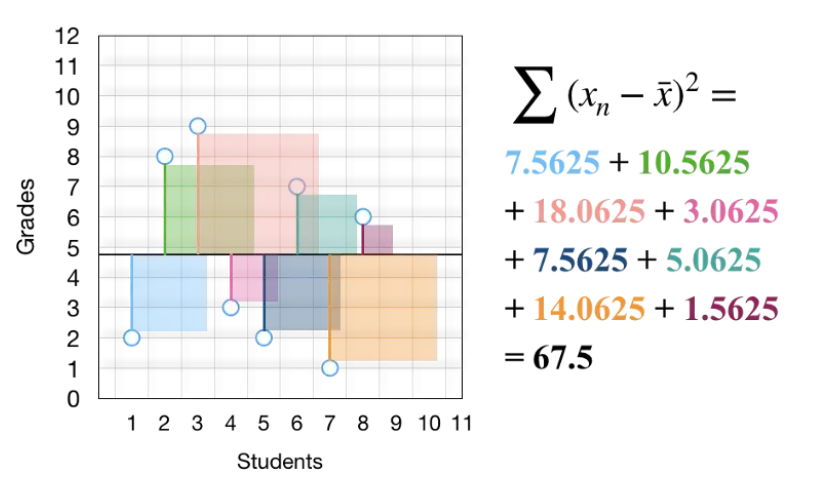 12
11
10
9
8
7
6
5
4
3
2
1
0
Grades
1 2 3 4 5 6 7 8 9 10 11
Students
∑ (xₙ − x̄)² =
7.5625 + 10.5625
+ 18.0625 + 3.0625
+ 7.5625 + 5.0625
+ 14.0625 + 1.5625
= 67.5